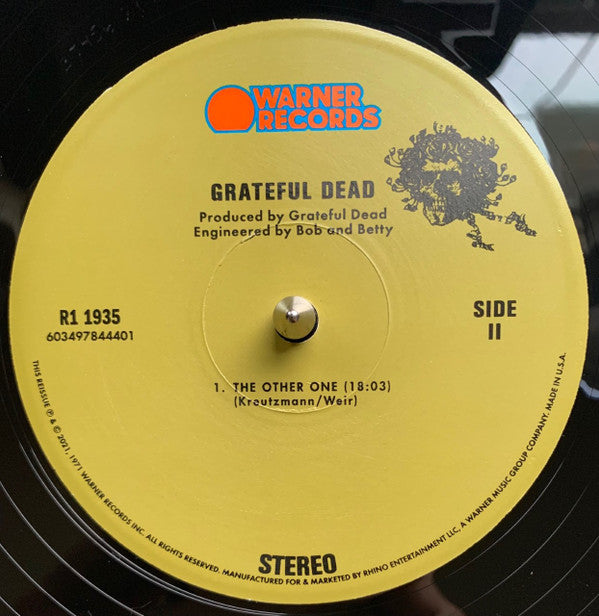 WARNER
RECORDS
GRATEFUL DEAD
Produced by Grateful Dead
Engineered by Bob and Betty
R1 1935
603497844401
SIDE
II
1. THE OTHER ONE (18:03)
(Kreutzmann/Weir)
STEREO
THIS REISSUE ℗ & © 2021, 1971 WARNER RECORDS INC. ALL RIGHTS RESERVED. MANUFACTURED FOR & MARKETED BY RHINO ENTERTAINMENT LLC, A WARNER MUSIC GROUP COMPANY. MADE IN U.S.A.